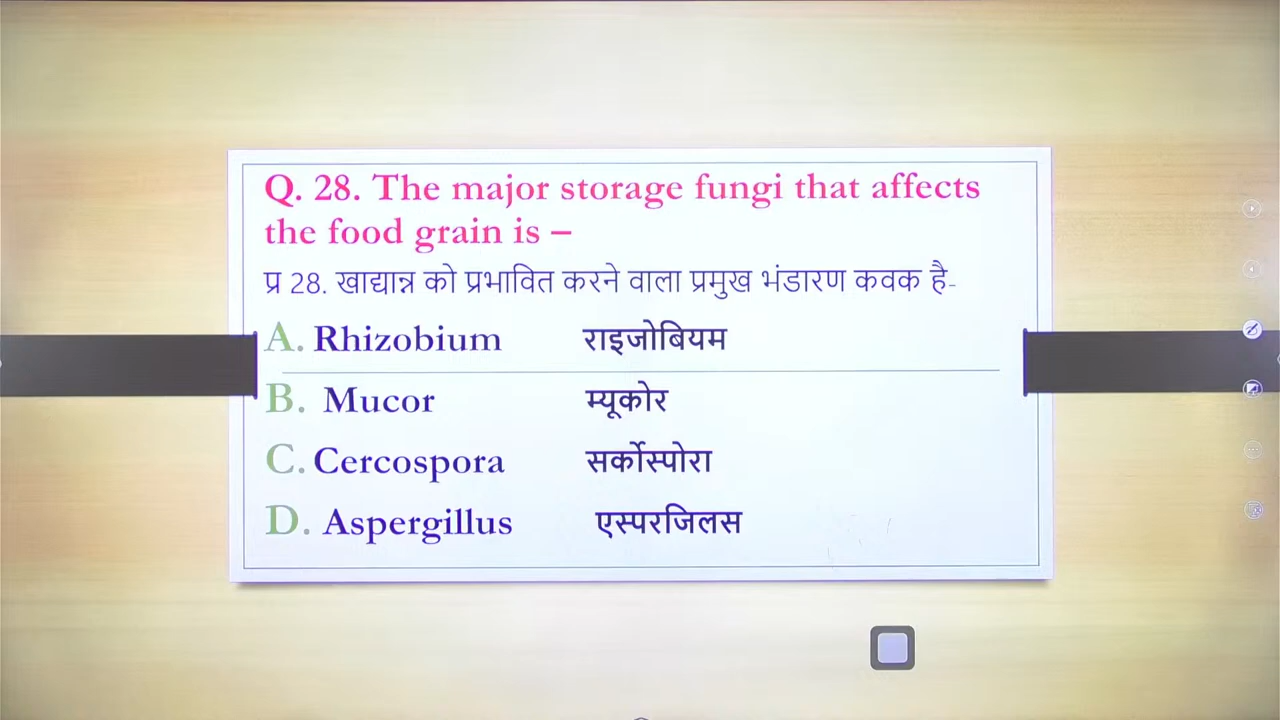 Q. 28. The major storage fungi that affects
the food grain is –
प्र 28. खाद्यान्न को प्रभावित करने वाला प्रमुख भंडारण कवक है-
A. Rhizobium राइजोबियम
B. Mucor म्यूकोर
C. Cercospora सर्कोस्पोरा
D. Aspergillus एस्परजिलस